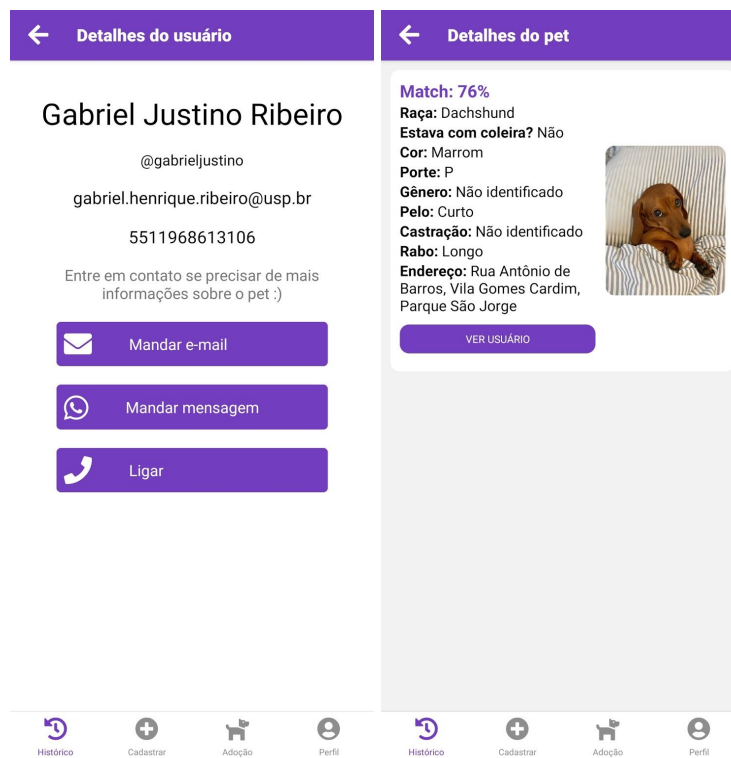 Detalhes do usuário
Gabriel Justino Ribeiro
@gabrieljustino
gabriel.henrique.ribeiro@usp.br
5511968613106
Entre em contato se precisar de mais
informações sobre o pet :)
Mandar e-mail
Mandar mensagem
Ligar
Histórico
Cadastrar
Adoção
Perfil
Detalhes do pet
Match: 76%
Raça: Dachshund
Estava com coleira? Não
Cor: Marrom
Porte: P
Gênero: Não identificado
Pelo: Curto
Castração: Não identificado
Rabo: Longo
Endereço: Rua Antônio de
Barros, Vila Gomes Cardim,
Parque São Jorge
VER USUÁRIO
Histórico
Cadastrar
Adoção
Perfil